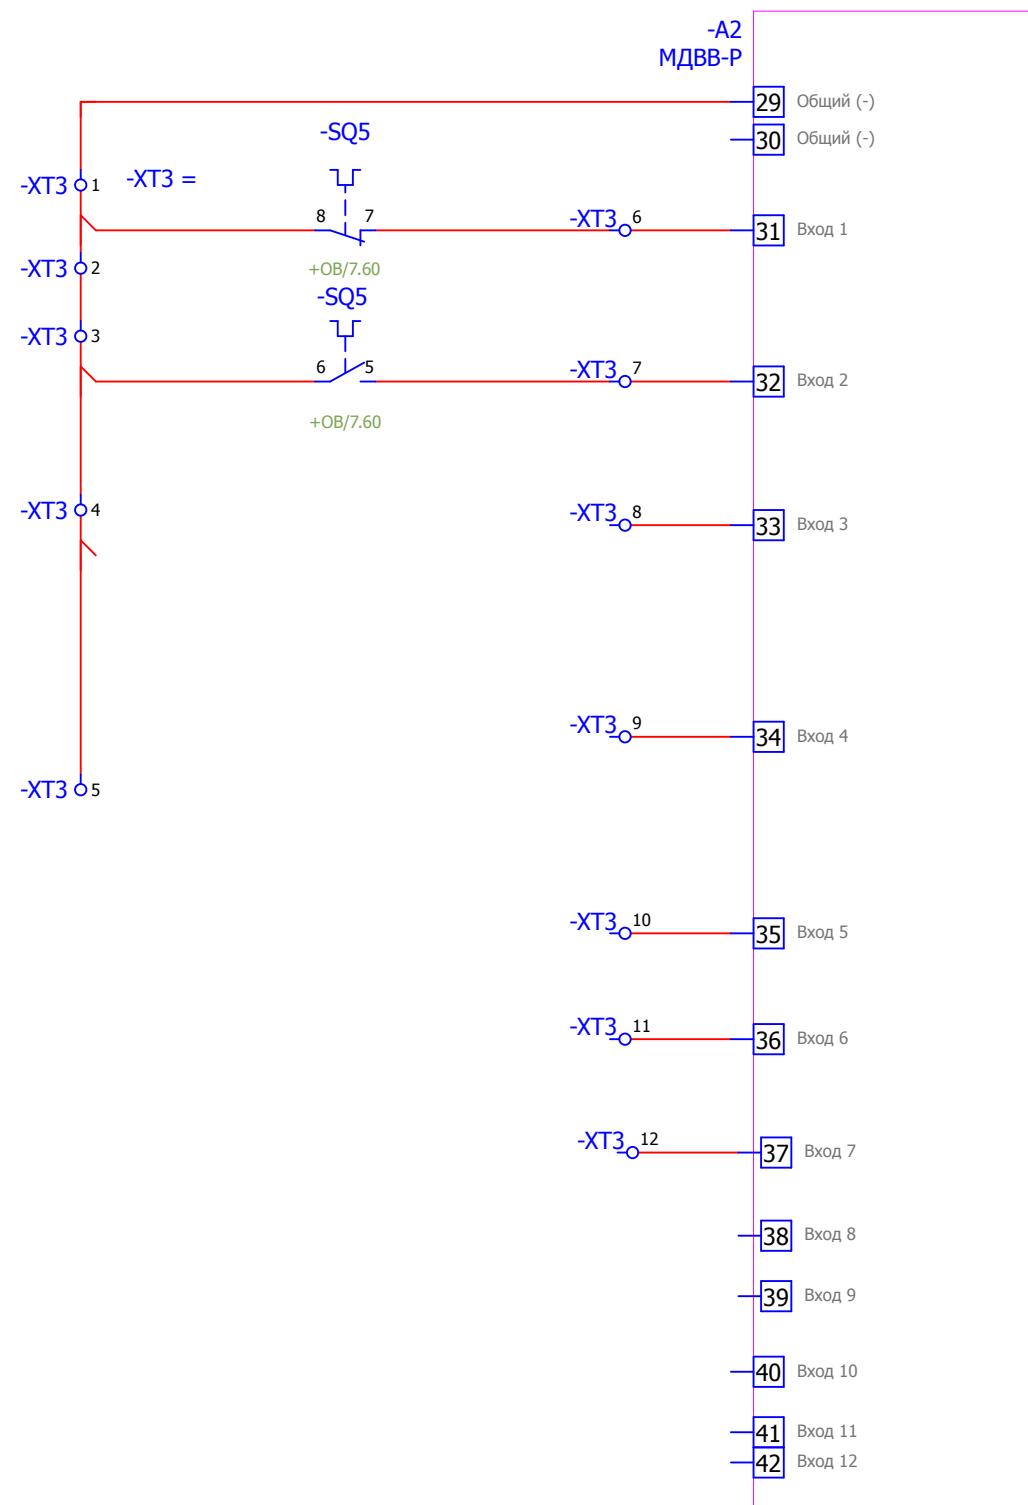 -A2
МДВВ-Р
29 Общий (-)
-SQ5
30 Общий (-)
-XT3 1 -XT3 =
8 7 -XT3 6 31 Вход 1
-XT3 2 +ОВ/7.60
-SQ5
-XT3 3
6 5 -XT3 7 32 Вход 2
+ОВ/7.60
-XT3 4 -XT3 8 33 Вход 3
-XT3 9 34 Вход 4
-XT3 5
-XT3 10 35 Вход 5
-XT3 11 36 Вход 6
-XT3 12 37 Вход 7
38 Вход 8
39 Вход 9
40 Вход 10
41 Вход 11
42 Вход 12